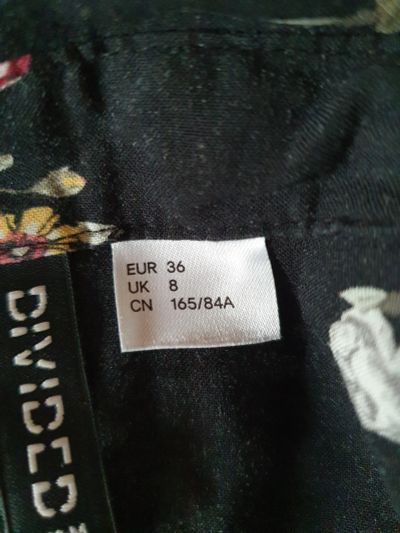 EUR 36
UK 8
CN 165/84A
DIVIDED